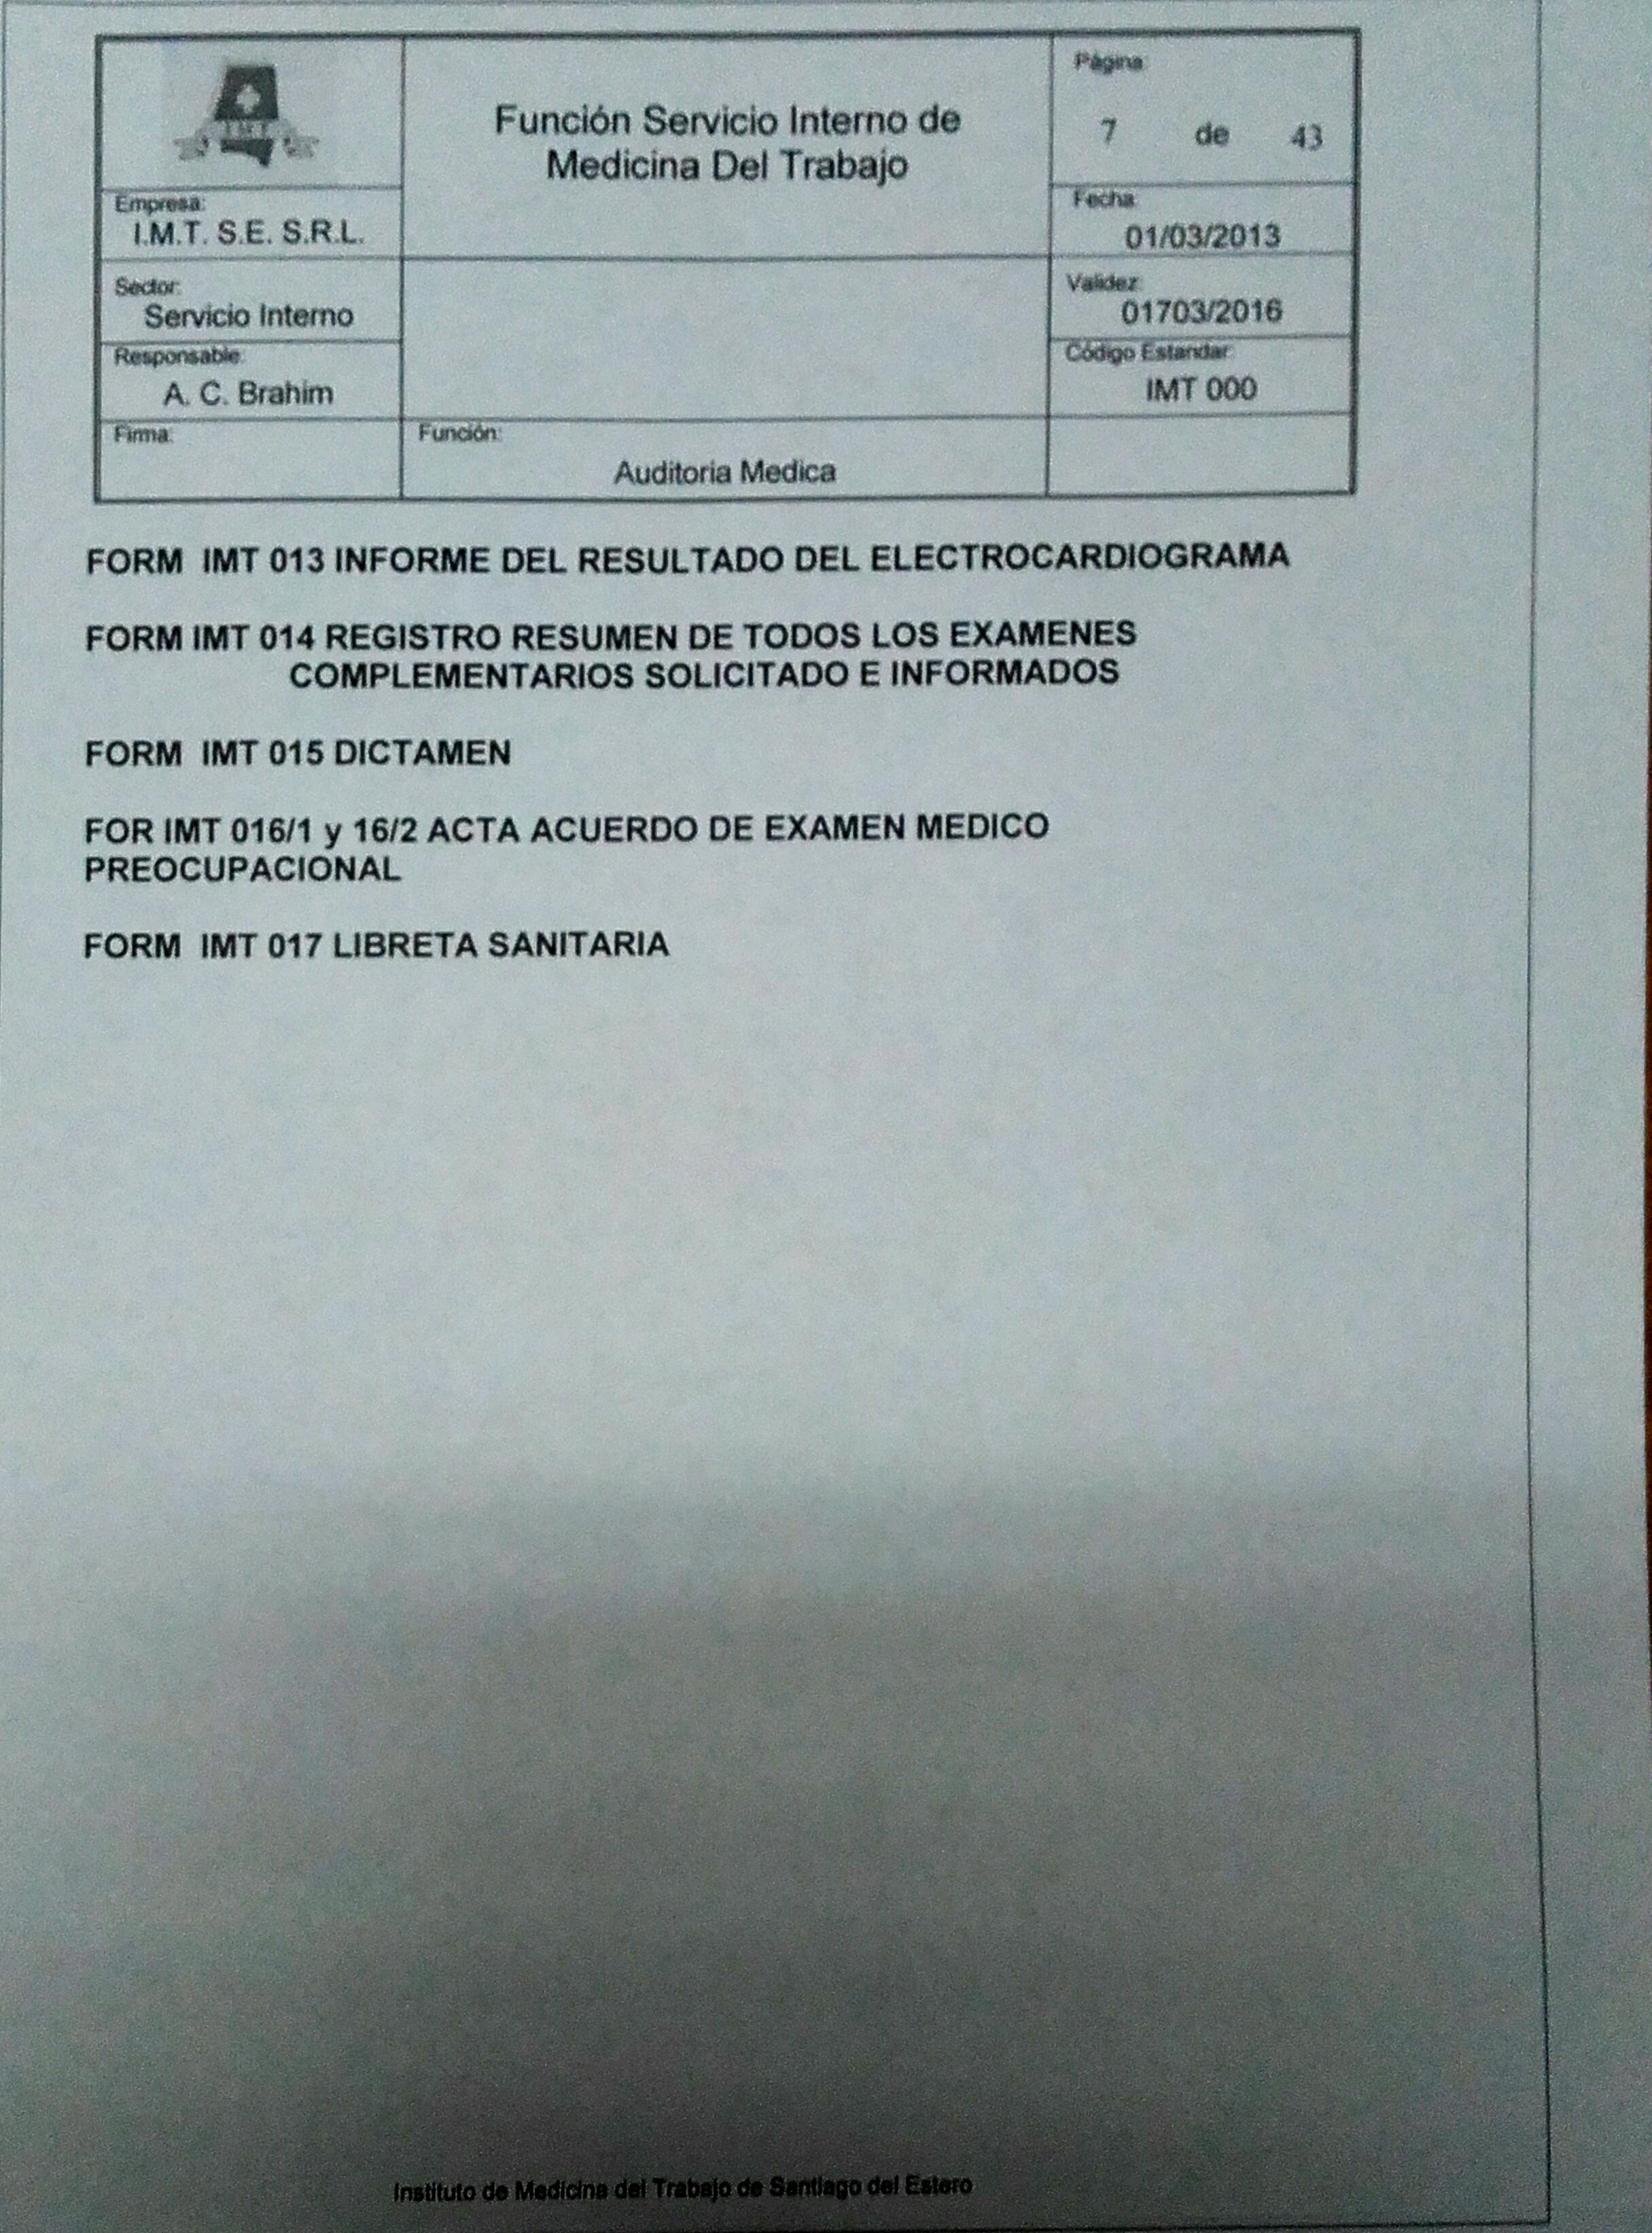 Página
Función Servicio Interno de
Medicina Del Trabajo
7 de 43
Empresa:
I.M.T. S.E. S.R.L.
Fecha
01/03/2013
Sector:
Servicio Interno
Validez
01703/2016
Responsable
A. C. Brahim
Código Estandar
IMT 000
Firma:
Función:
Auditoria Medica
FORM IMT 013 INFORME DEL RESULTADO DEL ELECTROCARDIOGRAMA
FORM IMT 014 REGISTRO RESUMEN DE TODOS LOS EXAMENES
COMPLEMENTARIOS SOLICITADO E INFORMADOS
FORM IMT 015 DICTAMEN
FOR IMT 016/1 y 16/2 ACTA ACUERDO DE EXAMEN MEDICO
PREOCUPACIONAL
FORM IMT 017 LIBRETA SANITARIA
Instituto de Medicina del Trabajo de Santiago del Estero